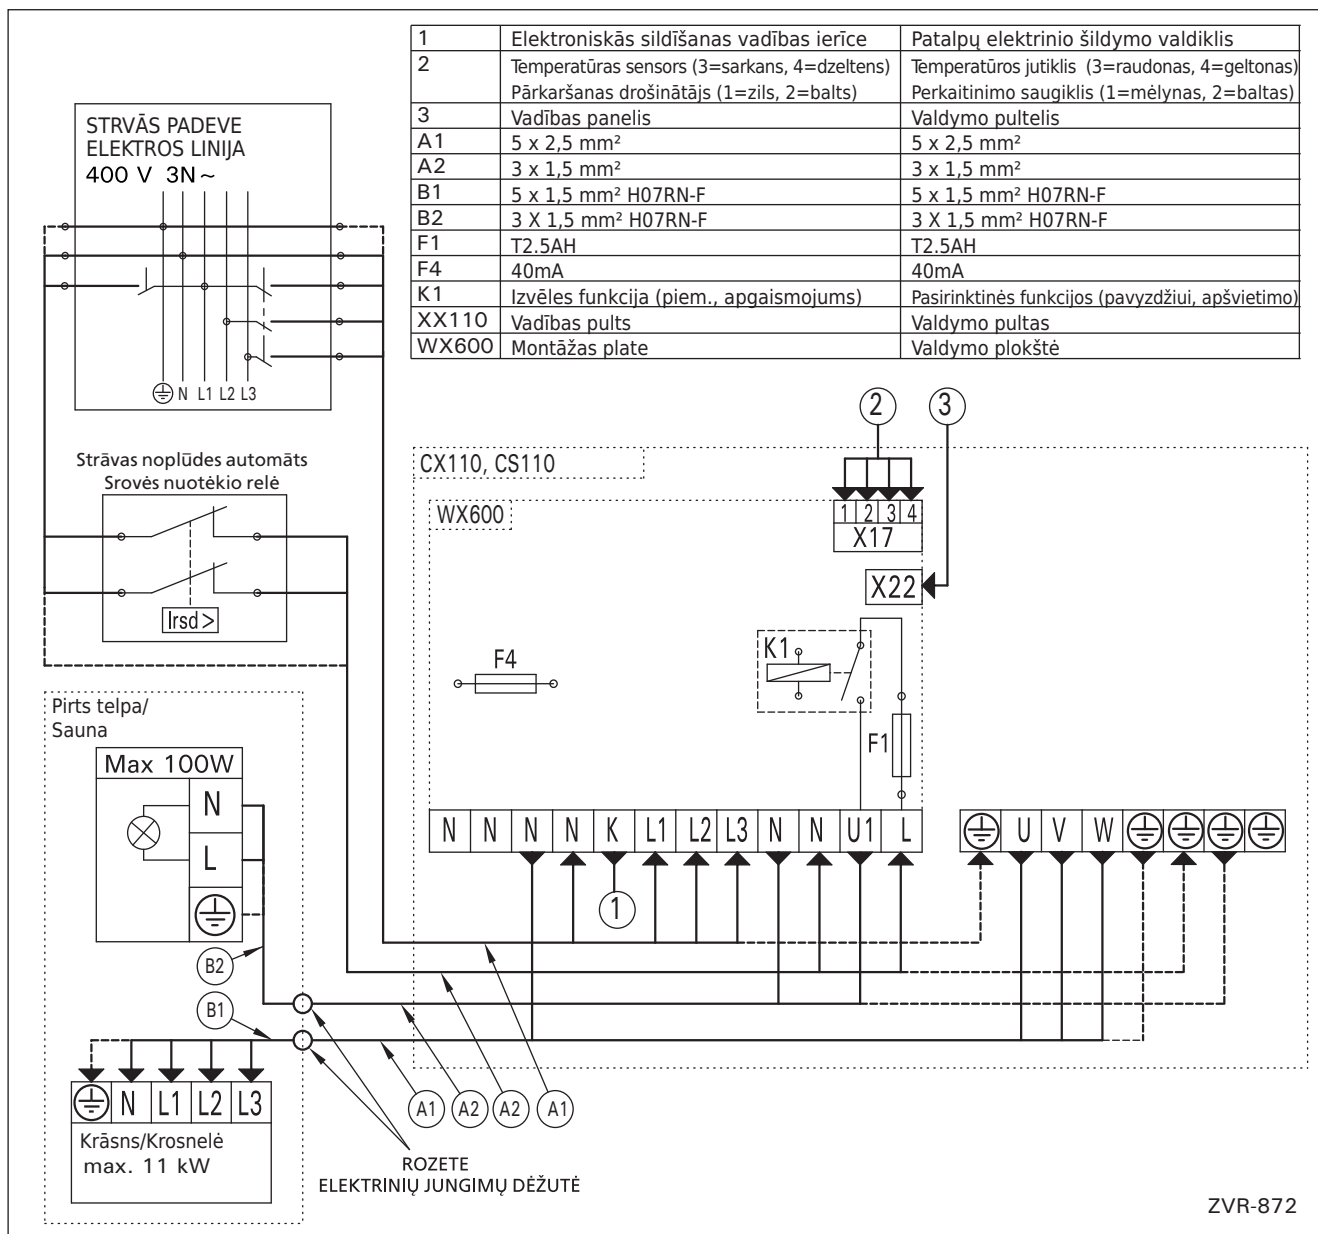 1 Elektroniskās sildīšanas vadības ierīce Patalpų elektrinio šildymo valdiklis
2 Temperatūras sensors (3=sarkans, 4=dzeltens) Temperatūros jutiklis (3=raudonas, 4=geltonas)
Pārkaršanas drošinātājs (1=zils, 2=balts) Perkaitinimo saugiklis (1=mėlynas, 2=baltas)
3 Vadības panelis Valdymo pultelis
A1 5 x 2,5 mm² 5 x 2,5 mm²
A2 3 x 1,5 mm² 3 x 1,5 mm²
B1 5 x 1,5 mm² H07RN-F 5 x 1,5 mm² H07RN-F
B2 3 X 1,5 mm² H07RN-F 3 X 1,5 mm² H07RN-F
F1 T2.5AH T2.5AH
F4 40mA 40mA
K1 Izvēles funkcija (piem., apgaismojums) Pasirinktinės funkcijos (pavyzdžiui, apšvietimo)
XX110 Vadības pults Valdymo pultas
WX600 Montāžas plate Valdymo plokštė
STRVĀS PADEVE
ELEKTROS LINIJA
400 V 3N~
N L1 L2 L3
Strāvas noplūdes automāts
Srovės nuotėkio relė
Irsd>
2 3
CX110, CS110
WX600
1 2 3 4
X17
X22
K1
F4
F1
N N N N K L1 L2 L3 N N U1 L
U V W
1
Pirts telpa/
Sauna
Max 100W
N
L
B2
B1
N L1 L2 L3
Krāsns/Krosnelė
max. 11 kW
A1 A2 A2 A1
ROZETE
ELEKTRINIŲ JUNGIMŲ DĖŽUTĖ
ZVR-872